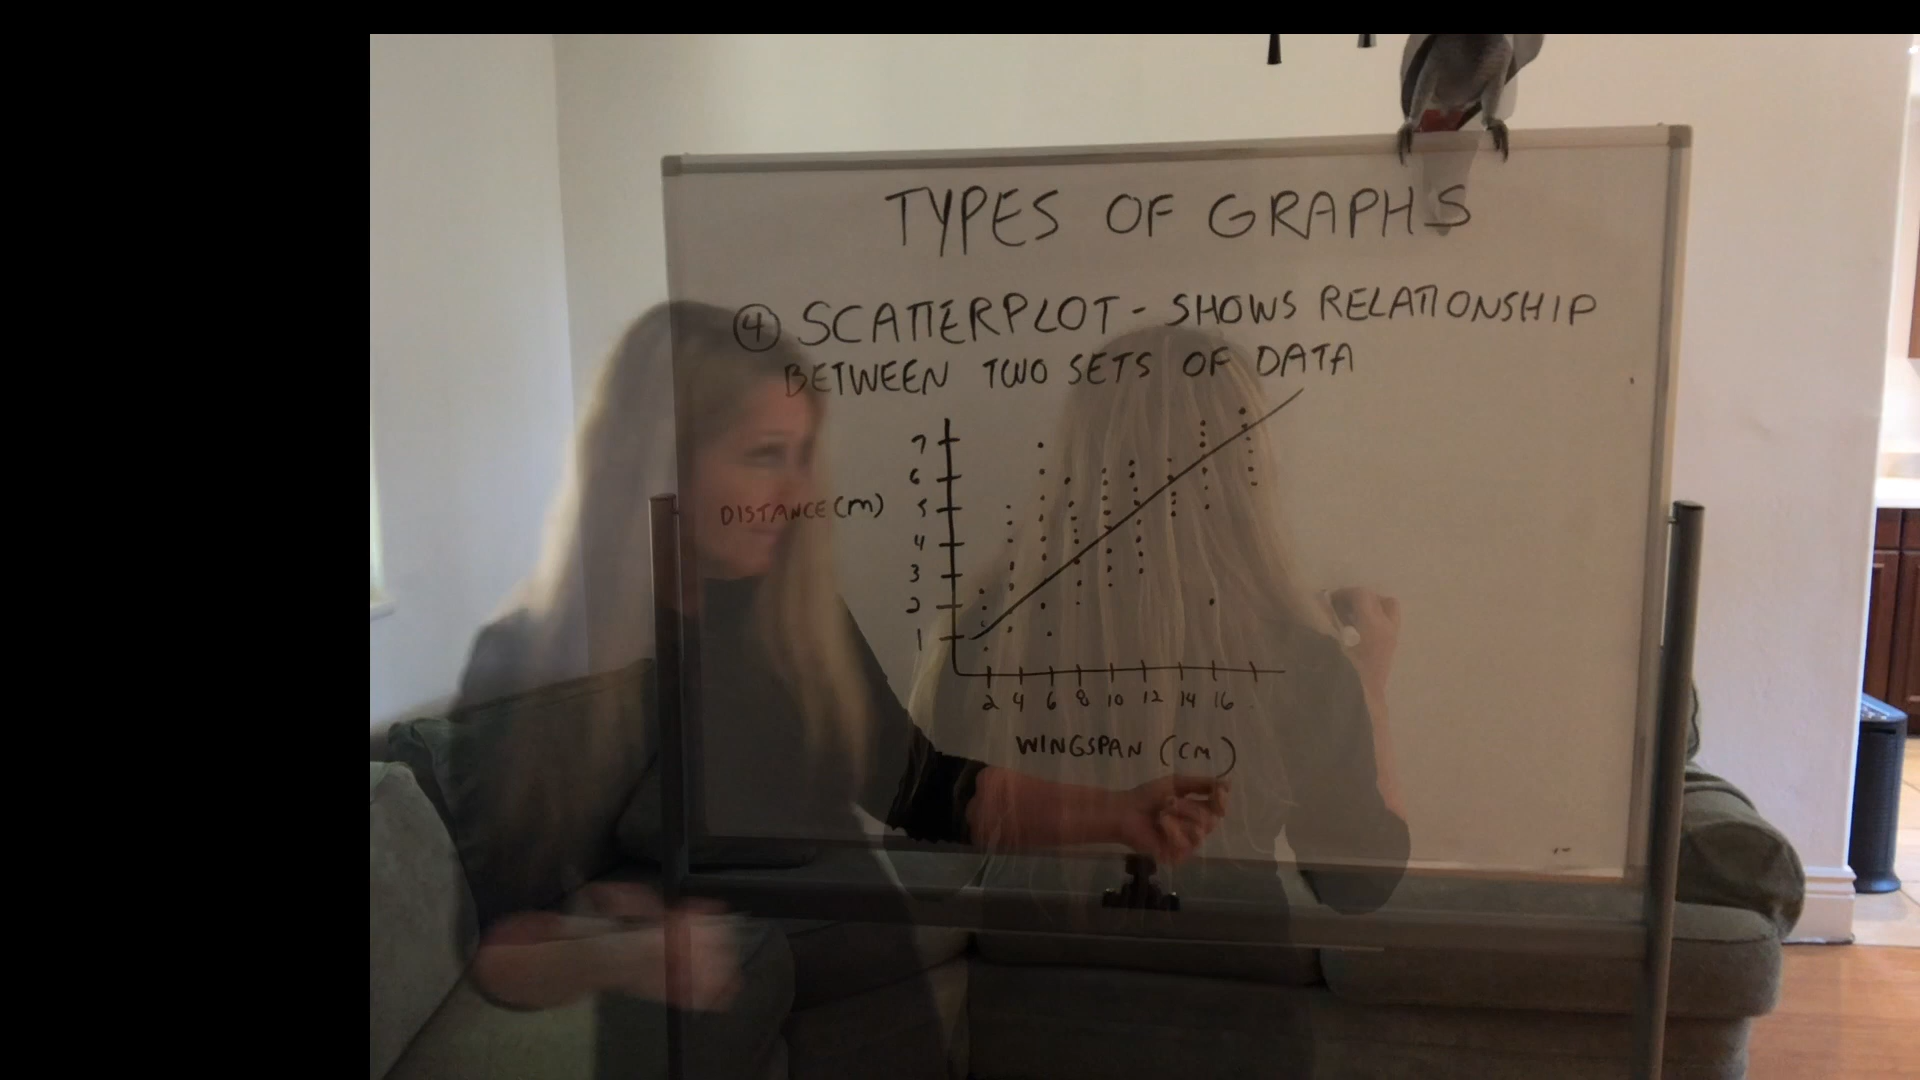 TYPES OF GRAPHS
④ SCATTERPLOT - SHOWS RELATIONSHIP
BETWEEN TWO SETS OF DATA
7
6
DISTANCE (m) 5
4
3
2
1
2 4 6 8 10 12 14 16
WINGSPAN (CM)